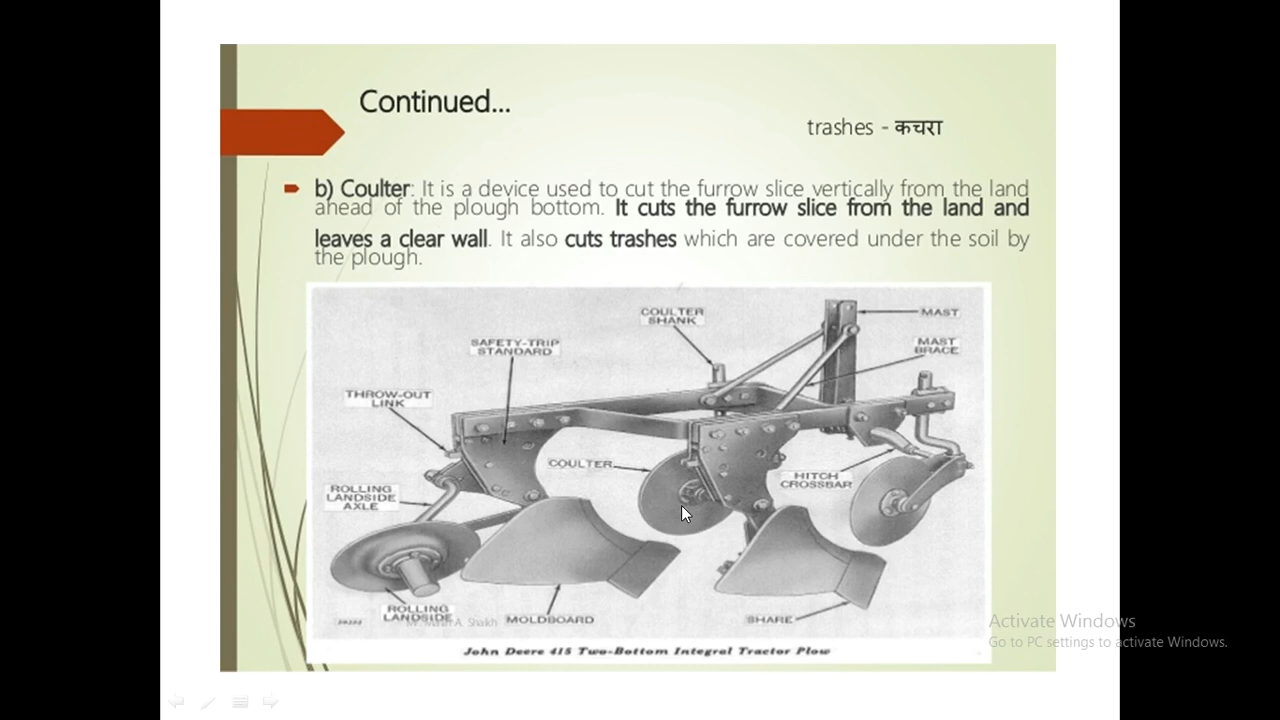 Continued...
trashes - कचरा
b) Coulter: It is a device used to cut the furrow slice vertically from the land
ahead of the plough bottom. It cuts the furrow slice from the land and
leaves a clear wall. It also cuts trashes which are covered under the soil by
the plough.
COULTER
SHANK
MAST
SAFETY-TRIP
STANDARD
MAST
BRACE
THROW-OUT
LINK
COULTER
HITCH
CROSSBAR
ROLLING
LANDSIDE
AXLE
ROLLING
LANDSIDE
A. Shakh
MOLDBOARD
SHARE
John Deere 415 Two-Bottom Integral Tractor Plow
Activate Windows
Go to PC settings to activate Windows.